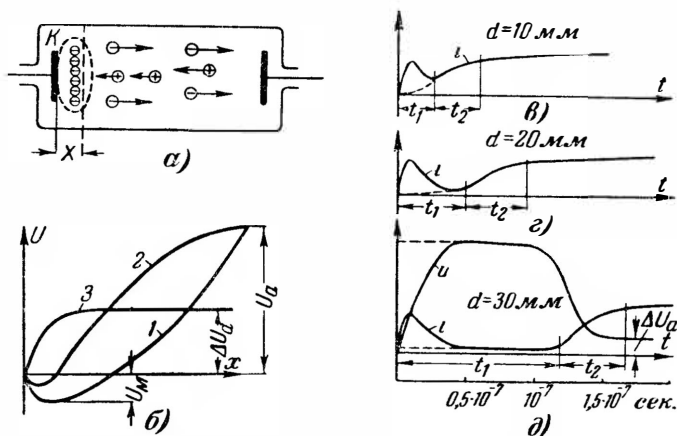 К
X
а)
U
2
3
1
U_a
ΔU_d
x
U_м
б)
d=10 мм
i
t
t_1
t_2
в)
d=20 мм
i
t
t_1
t_2
г)
u
d=30 мм
i
ΔU_a
t
t_1
t_2
0,5·10^-7
10^-7
1,5·10^-7 сек.
д)